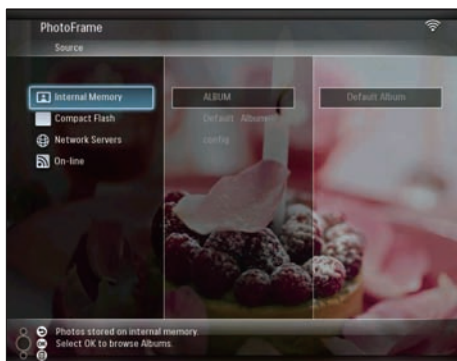 PhotoFrame
Source
Internal Memory
Compact Flash
Network Servers
On-line
ALBUM
Default Album
config
Default Album
Photos stored on internal memory.
OK Select OK to browse Albums.